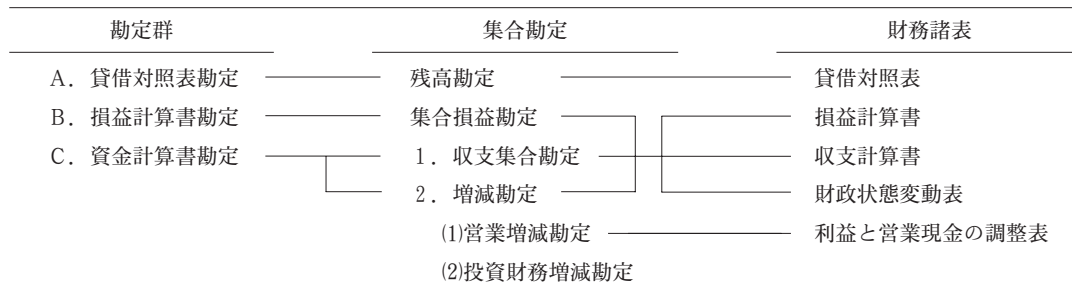 勘定群 集合勘定 財務諸表
A．貸借対照表勘定 残高勘定 貸借対照表
B．損益計算書勘定 集合損益勘定 損益計算書
C．資金計算書勘定 1．収支集合勘定 収支計算書
2．増減勘定 財政状態変動表
⑴営業増減勘定 利益と営業現金の調整表
⑵投資財務増減勘定